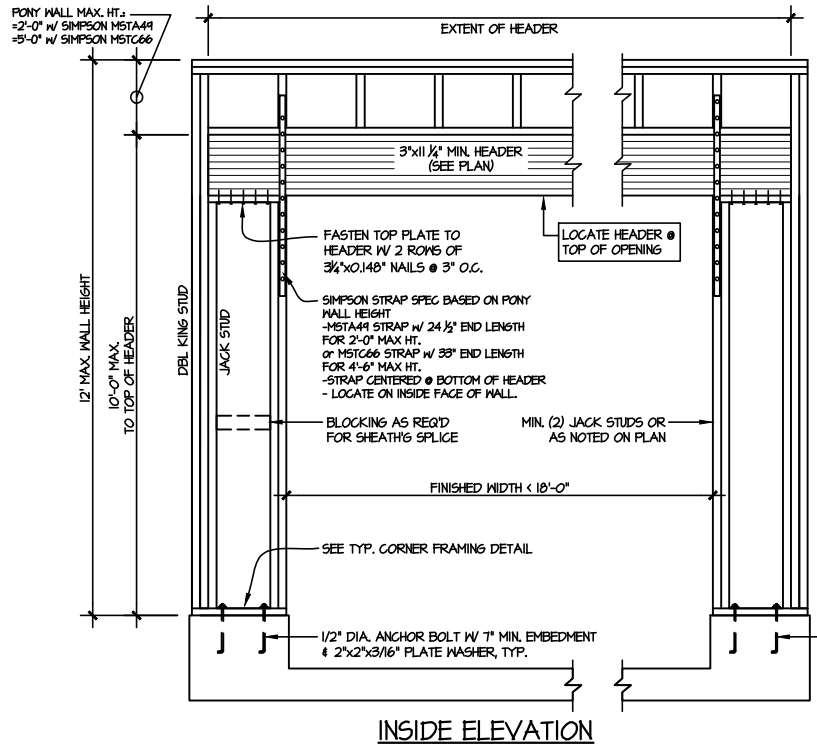 PONY WALL MAX. HT.:
=2'-0" W/ SIMPSON MSTA49
=5'-0" W/ SIMPSON MSTC66
EXTENT OF HEADER
3"x11 1/4" MIN. HEADER
(SEE PLAN)
FASTEN TOP PLATE TO
HEADER W/ 2 ROWS OF
3 1/4"x0.148" NAILS @ 3" O.C.
LOCATE HEADER @
TOP OF OPENING
SIMPSON STRAP SPEC BASED ON PONY
WALL HEIGHT
-MSTA49 STRAP w/ 24 1/2" END LENGTH
FOR 2'-0" MAX HT.
or MSTC66 STRAP w/ 33" END LENGTH
FOR 4'-6" MAX HT.
-STRAP CENTERED @ BOTTOM OF HEADER
- LOCATE ON INSIDE FACE OF WALL.
12' MAX. WALL HEIGHT
10'-0" MAX.
TO TOP OF HEADER
DBL KING STUD
JACK STUD
BLOCKING AS REQ'D
FOR SHEATH'G SPLICE
MIN. (2) JACK STUDS OR
AS NOTED ON PLAN
FINISHED WIDTH < 18'-0"
SEE TYP. CORNER FRAMING DETAIL
1/2" DIA. ANCHOR BOLT W/ 7" MIN. EMBEDMENT
& 2"x2"x3/16" PLATE WASHER, TYP.
INSIDE ELEVATION